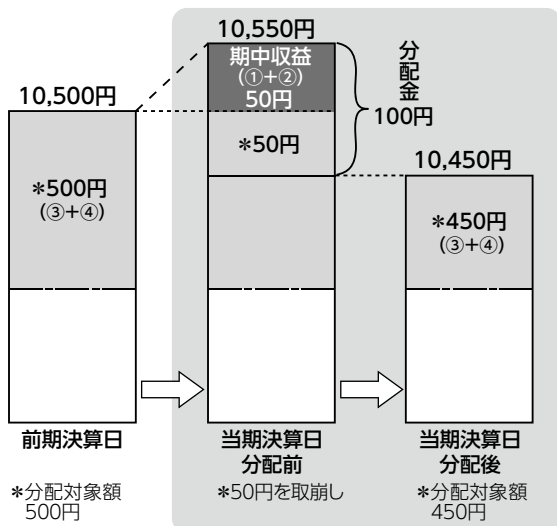 10,500円
*500円
(③+④)
前期決算日
*分配対象額
500円
10,550円
期中収益
(①+②)
50円
*50円
分配金
100円
当期決算日
分配前
*50円を取崩し
10,450円
*450円
(③+④)
当期決算日
分配後
*分配対象額
450円